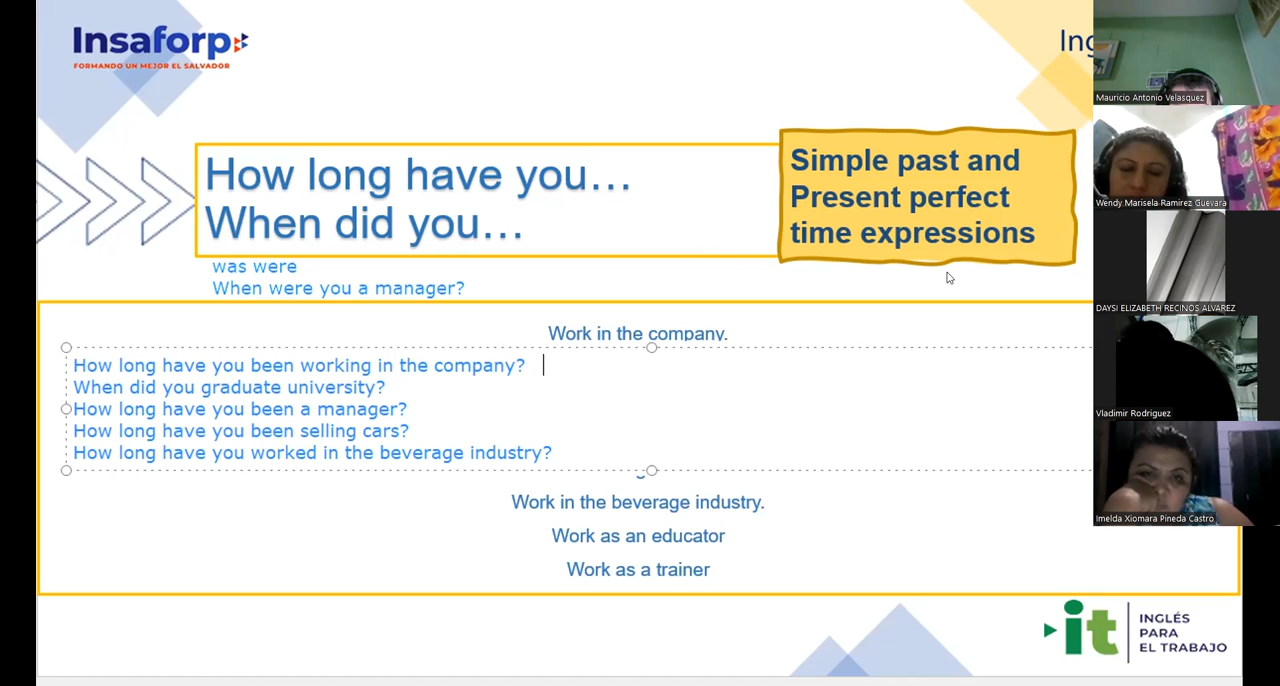 Insaforp
FORMANDO UN MEJOR EL SALVADOR
Ing
How long have you…
When did you…
Simple past and
Present perfect
time expressions
was were
When were you a manager?
Work in the company.
How long have you been working in the company?
When did you graduate university?
How long have you been a manager?
How long have you been selling cars?
How long have you worked in the beverage industry?
Work in the beverage industry.
Work as an educator
Work as a trainer
it
INGLÉS
PARA
EL TRABAJO
Mauricio Antonio Velasquez
Wendy Marisela Ramirez Guevara
DAYSI ELIZABETH RECINOS ALVAREZ
Vladimir Rodriguez
Imelda Xiomara Pineda Castro